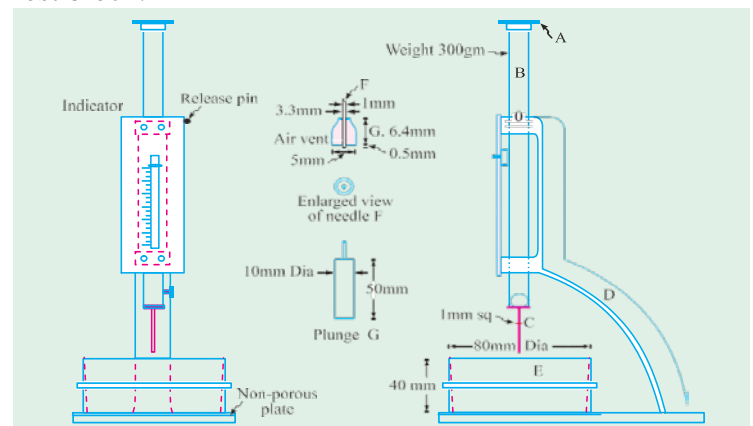 A
Weight 300gm
B
Indicator
Release pin
F
1mm
3.3mm
G. 6.4mm
Air vent
0.5mm
5mm
0
Enlarged view
of needle F
10mm Dia
50mm
Plunge G
D
1mm sq
C
80mm Dia
E
40 mm
Non-porous
plate